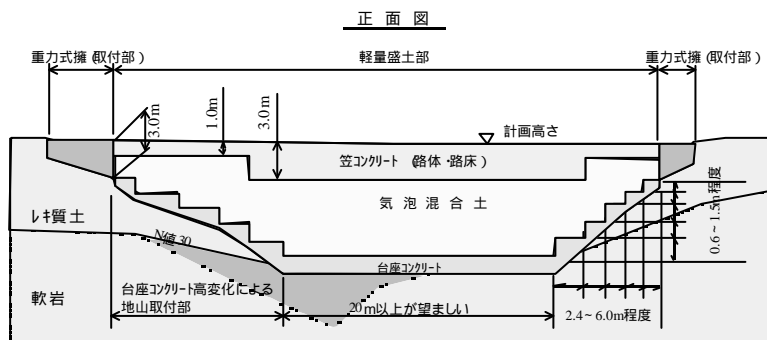 正 面 図
重力式擁(取付部)
軽量盛土部
重力式擁(取付部)
3.0m
1.0m
3.0m
計画高さ
笠コンクリート (路体・路床)
気 泡 混 合 土
レキ質土
N値30
0.6~1.5m程度
台座コンクリート
軟岩
台座コンクリート高変化による
地山取付部
20m以上が望ましい
2.4~6.0m程度